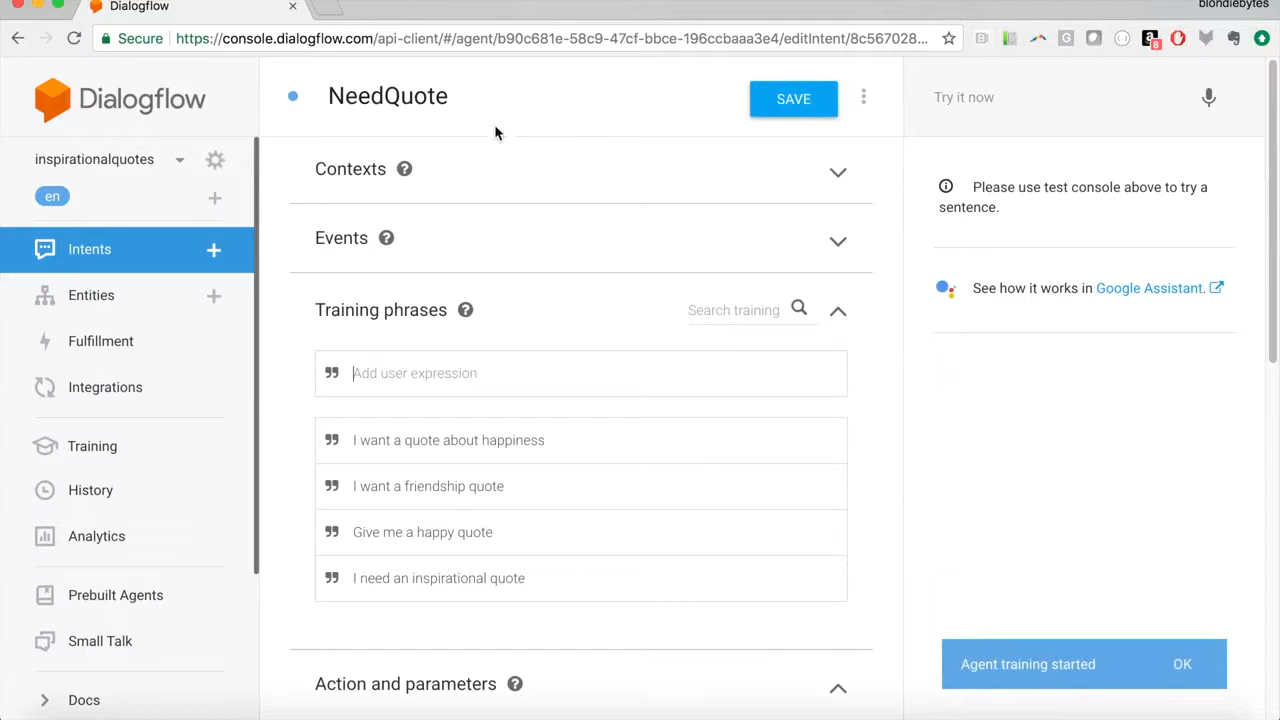 Dialogflow
blondiebytes
Secure
https://console.dialogflow.com/api-client/#/agent/b90c681e-58c9-47cf-bbce-196ccbaaa3e4/editIntent/8c567028...
8
Dialogflow
NeedQuote
SAVE
Try it now
inspirationalquotes
en
Contexts
Please use test console above to try a
sentence.
Intents
Events
Entities
See how it works in Google Assistant.
Training phrases
Search training
Fulfillment
Add user expression
Integrations
I want a quote about happiness
Training
I want a friendship quote
History
Give me a happy quote
Analytics
I need an inspirational quote
Prebuilt Agents
Small Talk
Agent training started
OK
Action and parameters
Docs